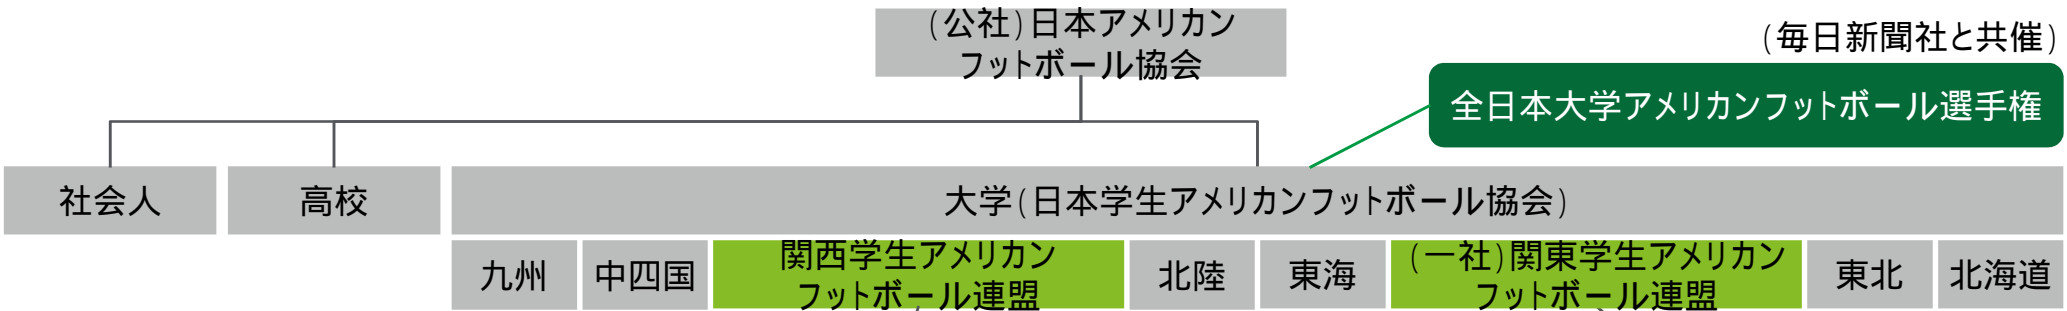 (公社)日本アメリカン
フットボール協会
(毎日新聞社と共催)
全日本大学アメリカンフットボール選手権
社会人
高校
大学(日本学生アメリカンフットボール協会)
九州
中四国
関西学生アメリカン
フットボール連盟
北陸
東海
(一社)関東学生アメリカン
フットボール連盟
東北
北海道